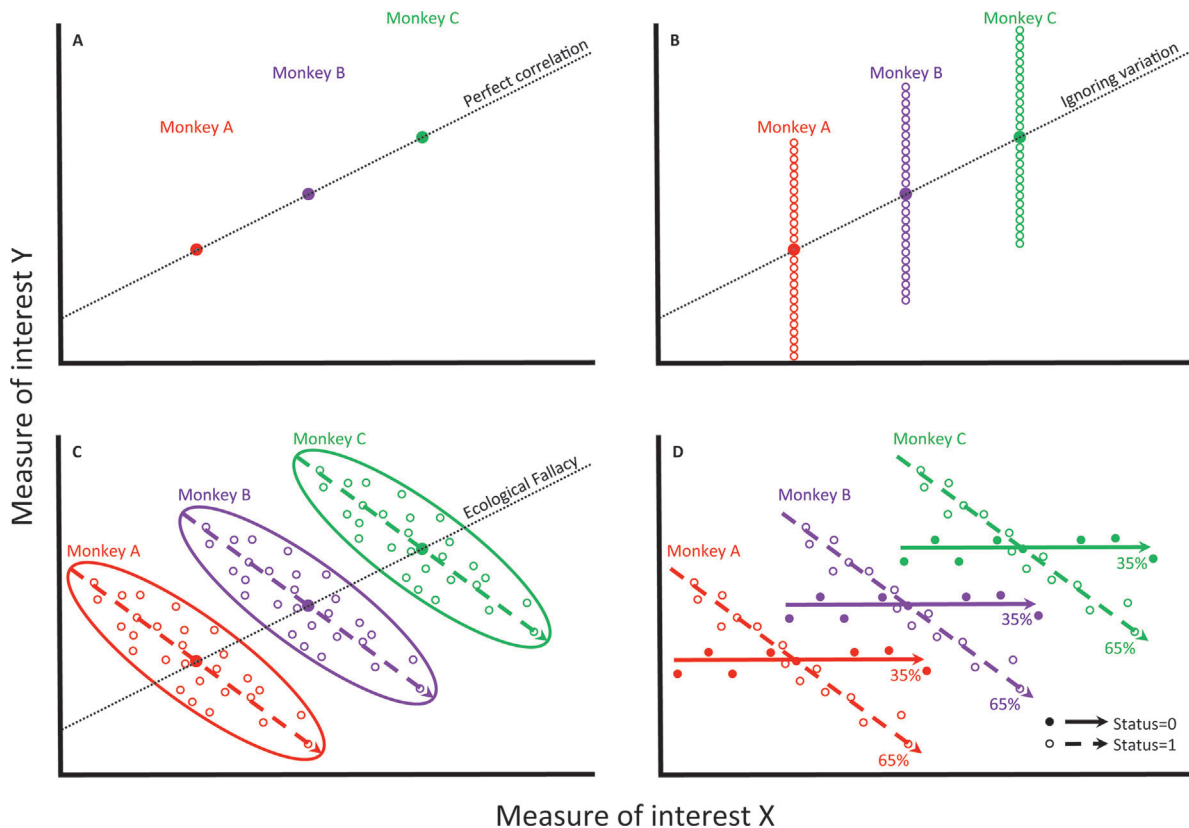 A
Monkey C
Monkey B
Monkey A
Perfect correlation
B
Monkey C
Monkey B
Monkey A
Ignoring variation
Measure of interest Y
C
Monkey C
Monkey B
Monkey A
Ecological Fallacy
D
Monkey C
Monkey B
Monkey A
35%
35%
35%
65%
65%
65%
Status=0
Status=1
Measure of interest X